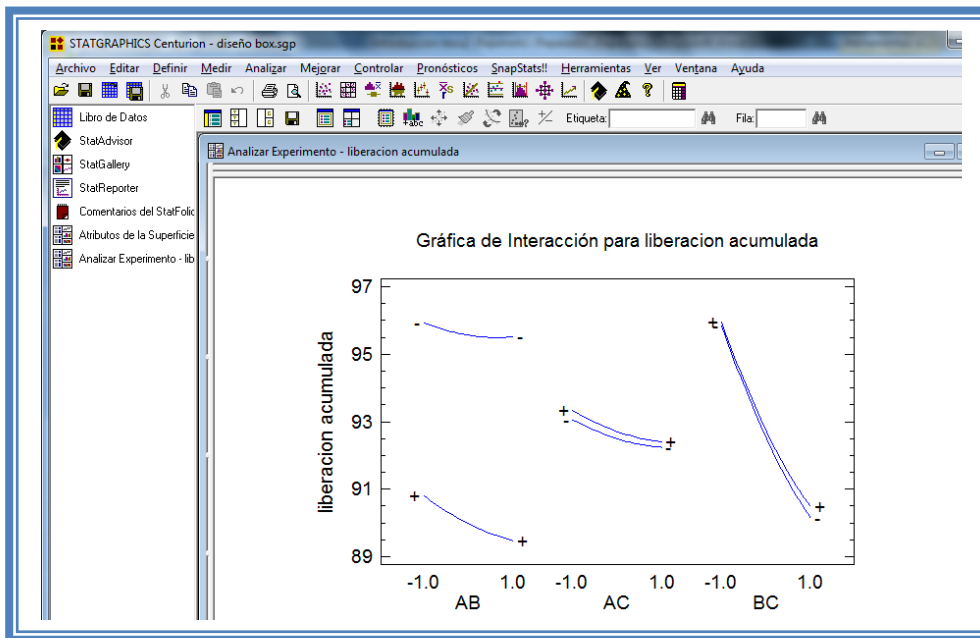 STATGRAPHICS Centurion - diseño box.sgp
Archivo Editar Definir Medir Analizar Mejorar Controlar Pronósticos SnapStats!! Herramientas Ver Ventana Ayuda
Libro de Datos
StatAdvisor
StatGallery
StatReporter
Comentarios del StatFolio
Atributos de la Superficie
Analizar Experimento - lib
Etiqueta:
Fila:
Analizar Experimento - liberacion acumulada
Gráfica de Interacción para liberacion acumulada
liberacion acumulada
97
95
93
91
89
-1.0 1.0 -1.0 1.0 -1.0 1.0
AB AC BC